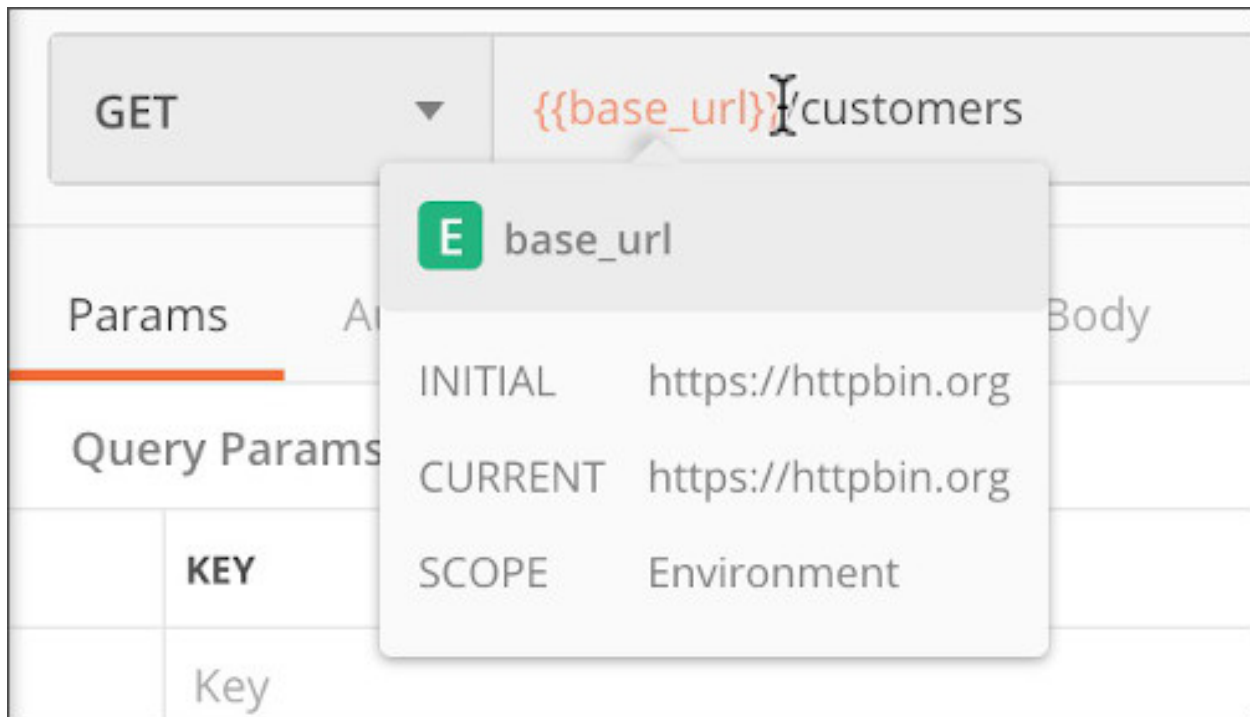 GET {{base_url}}/customers
E base_url
Params Body
INITIAL https://httpbin.org
CURRENT https://httpbin.org
Query Params
SCOPE Environment
KEY
Key